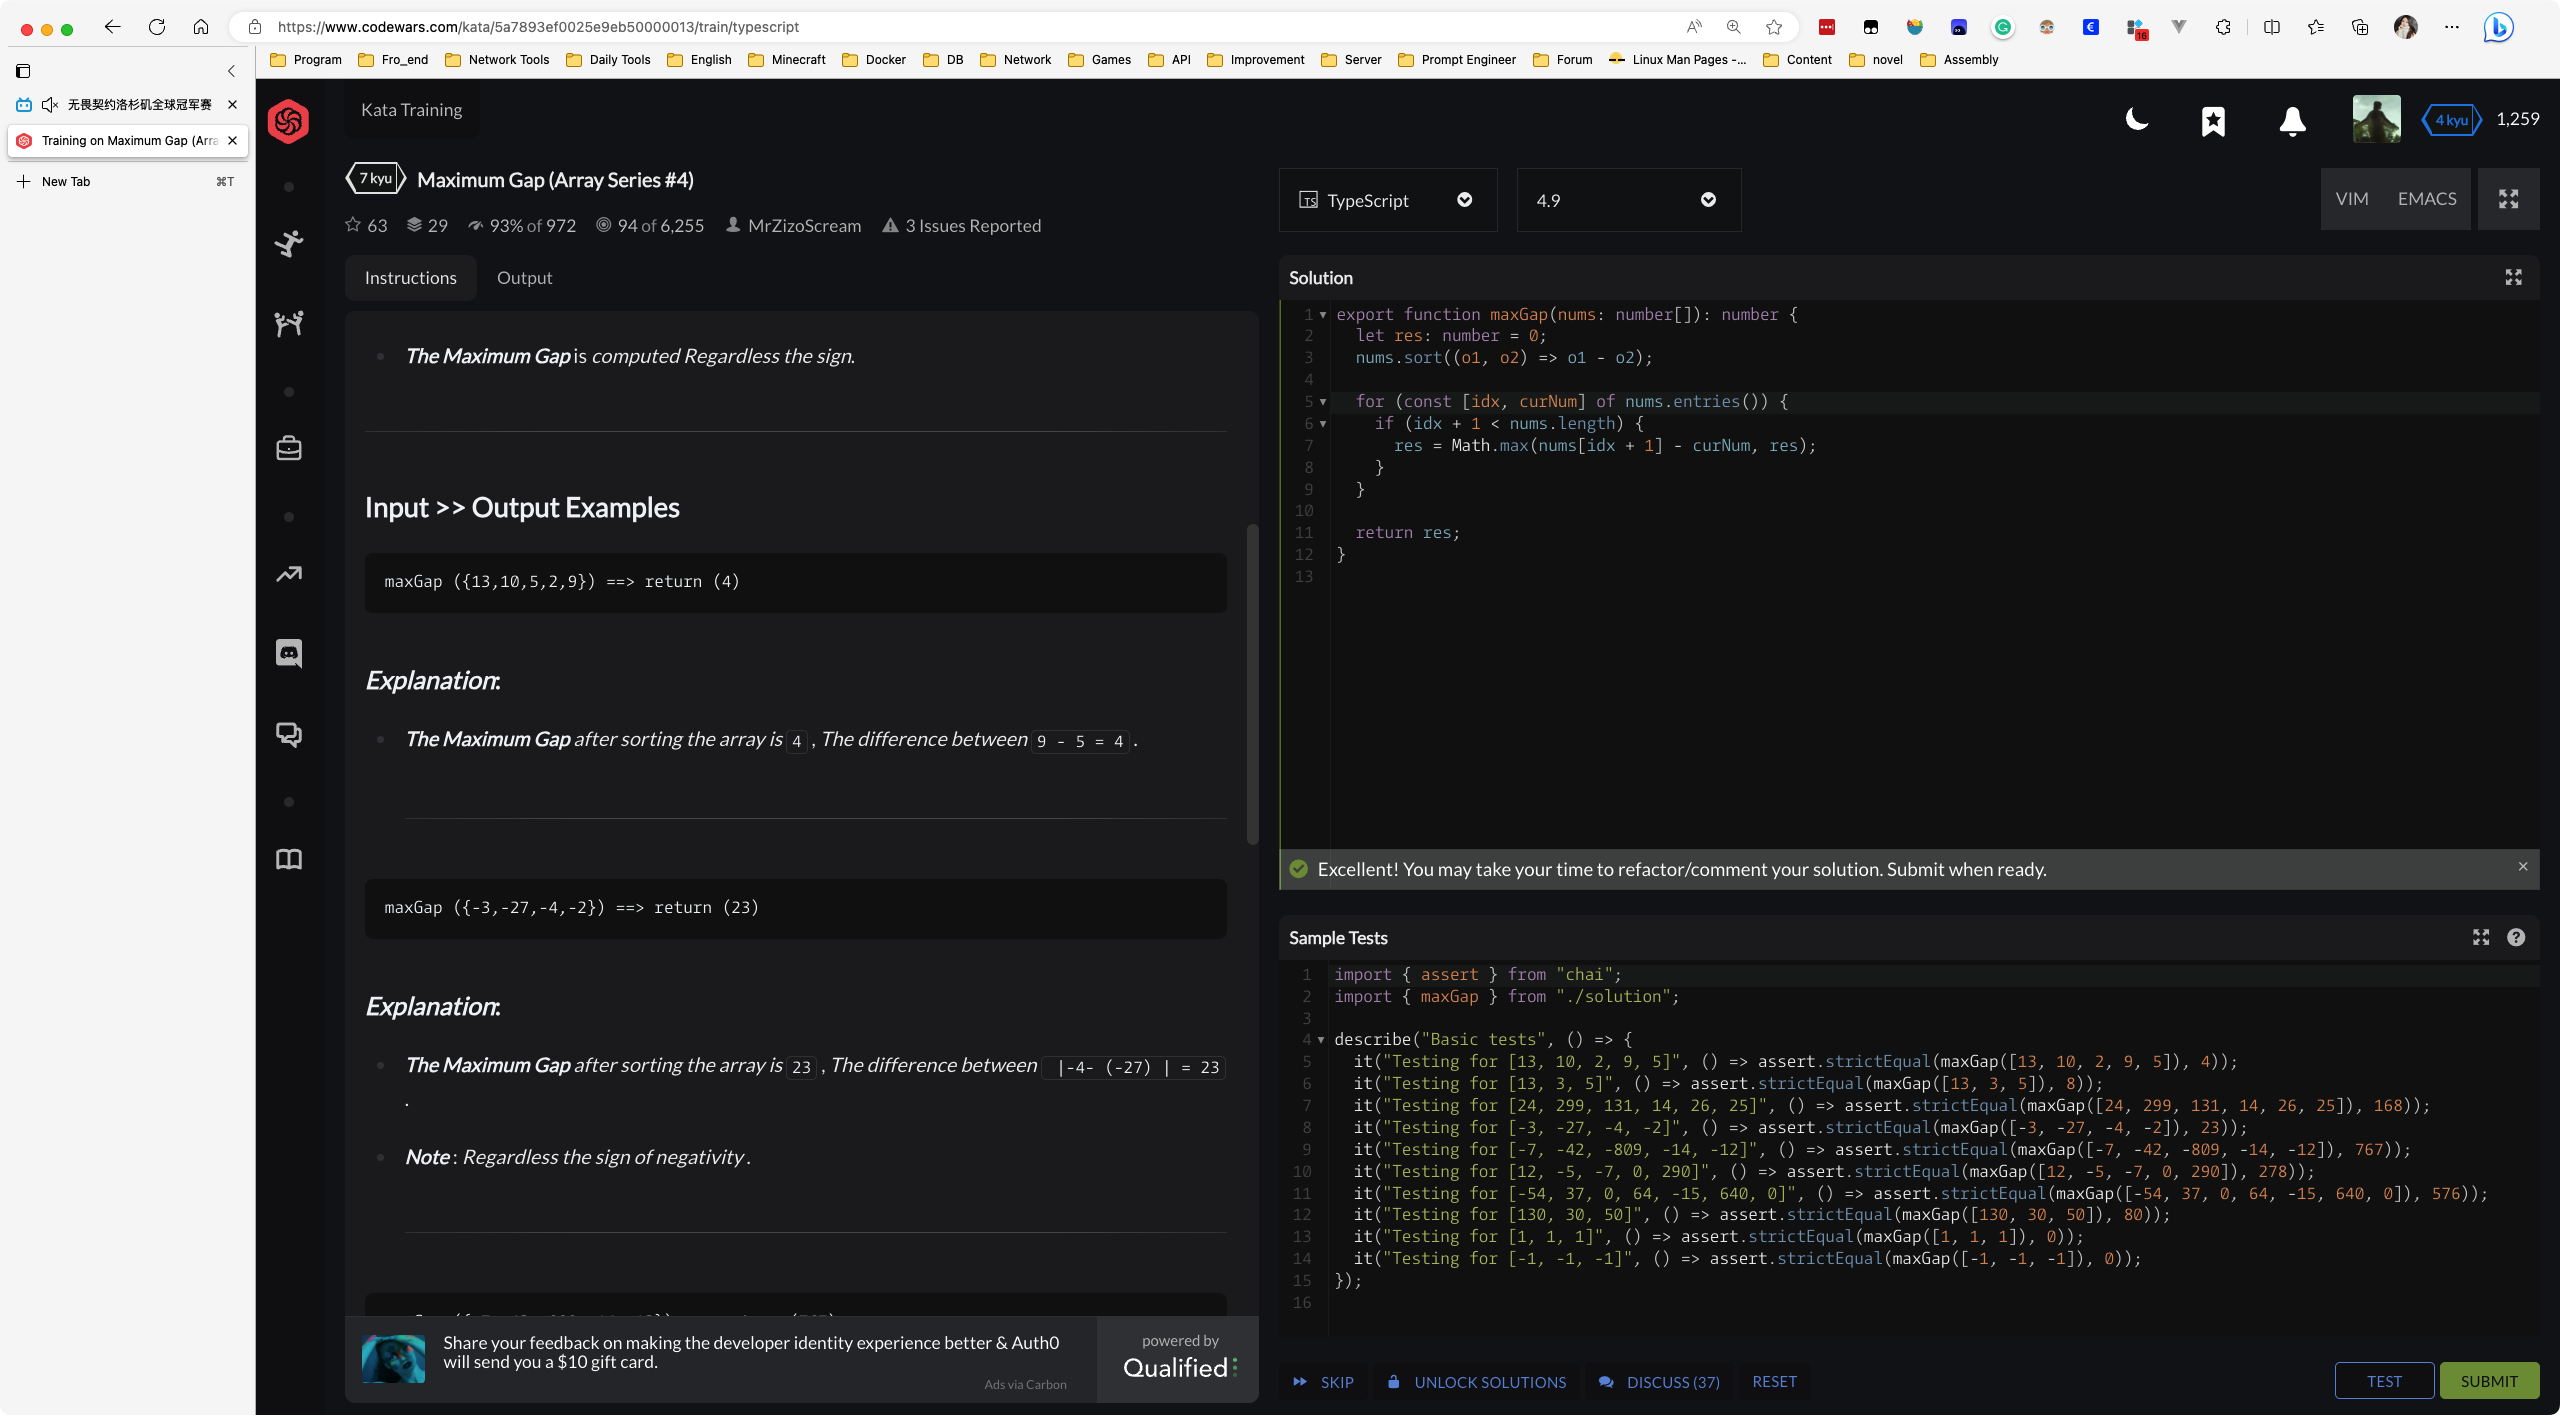 https://www.codewars.com/kata/5a7893ef0025e9eb50000013/train/typescript
16
Program Fro_end Network Tools Daily Tools English Minecraft Docker DB Network Games API Improvement Server Prompt Engineer Forum Linux Man Pages -... Content novel Assembly
无畏契约洛杉矶全球冠军赛
Training on Maximum Gap (Arra
New Tab ⌘T
Kata Training
4 kyu 1,259
7 kyu Maximum Gap (Array Series #4)
63 29 93% of 972 94 of 6,255 MrZizoScream 3 Issues Reported
Instructions Output
The Maximum Gap is computed Regardless the sign.
Input >> Output Examples
maxGap ({13,10,5,2,9}) ==> return (4)
Explanation:
The Maximum Gap after sorting the array is 4 , The difference between 9 - 5 = 4 .
maxGap ({-3,-27,-4,-2}) ==> return (23)
Explanation:
The Maximum Gap after sorting the array is 23 , The difference between |-4- (-27) | = 23
.
Note : Regardless the sign of negativity .
Share your feedback on making the developer identity experience better & Auth0
will send you a $10 gift card.
Ads via Carbon
powered by
Qualified
TS TypeScript 4.9 VIM EMACS
Solution
1 export function maxGap(nums: number[]): number {
2 let res: number = 0;
3 nums.sort((o1, o2) => o1 - o2);
4
5 for (const [idx, curNum] of nums.entries()) {
6 if (idx + 1 < nums.length) {
7 res = Math.max(nums[idx + 1] - curNum, res);
8 }
9 }
10
11 return res;
12 }
13
Excellent! You may take your time to refactor/comment your solution. Submit when ready.
Sample Tests
1 import { assert } from "chai";
2 import { maxGap } from "./solution";
3
4 describe("Basic tests", () => {
5 it("Testing for [13, 10, 2, 9, 5]", () => assert.strictEqual(maxGap([13, 10, 2, 9, 5]), 4));
6 it("Testing for [13, 3, 5]", () => assert.strictEqual(maxGap([13, 3, 5]), 8));
7 it("Testing for [24, 299, 131, 14, 26, 25]", () => assert.strictEqual(maxGap([24, 299, 131, 14, 26, 25]), 168));
8 it("Testing for [-3, -27, -4, -2]", () => assert.strictEqual(maxGap([-3, -27, -4, -2]), 23));
9 it("Testing for [-7, -42, -809, -14, -12]", () => assert.strictEqual(maxGap([-7, -42, -809, -14, -12]), 767));
10 it("Testing for [12, -5, -7, 0, 290]", () => assert.strictEqual(maxGap([12, -5, -7, 0, 290]), 278));
11 it("Testing for [-54, 37, 0, 64, -15, 640, 0]", () => assert.strictEqual(maxGap([-54, 37, 0, 64, -15, 640, 0]), 576));
12 it("Testing for [130, 30, 50]", () => assert.strictEqual(maxGap([130, 30, 50]), 80));
13 it("Testing for [1, 1, 1]", () => assert.strictEqual(maxGap([1, 1, 1]), 0));
14 it("Testing for [-1, -1, -1]", () => assert.strictEqual(maxGap([-1, -1, -1]), 0));
15 });
16
SKIP UNLOCK SOLUTIONS DISCUSS (37) RESET TEST SUBMIT